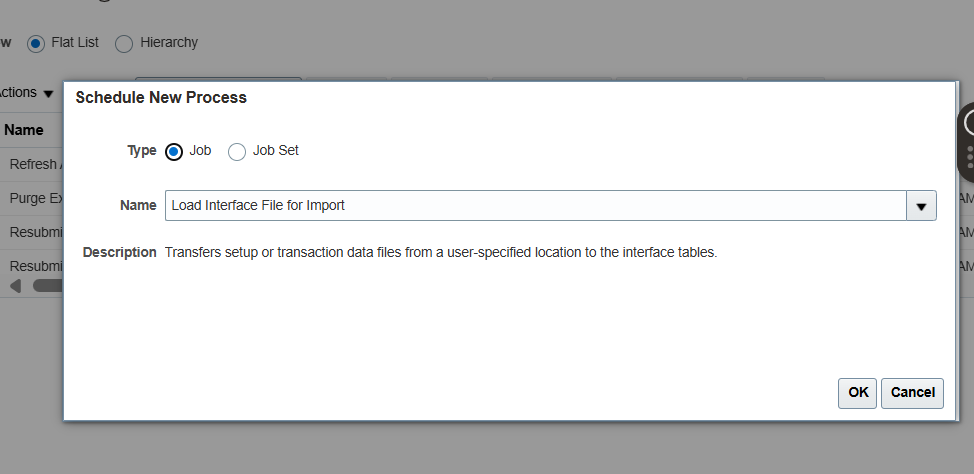 Flat List
Hierarchy
Actions
Schedule New Process
Name
Type
Job
Job Set
Refresh
Purge
Name
Load Interface File for Import
AM
Resubmi
AM
Description
Transfers setup or transaction data files from a user-specified location to the interface tables.
Resubmi
AM
OK
Cancel